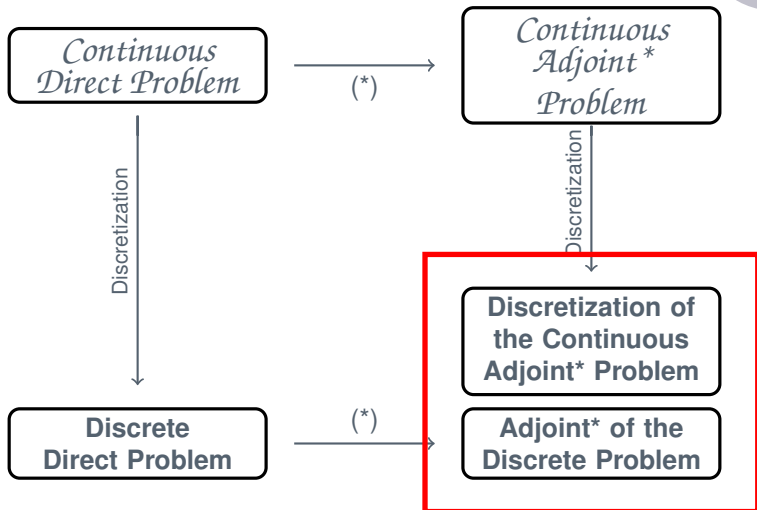 Continuous
Direct Problem
(*)
Continuous
Adjoint*
Problem
Discretization
Discretization
Discretization of
the Continuous
Adjoint* Problem
Discrete
Direct Problem
(*)
Adjoint* of the
Discrete Problem